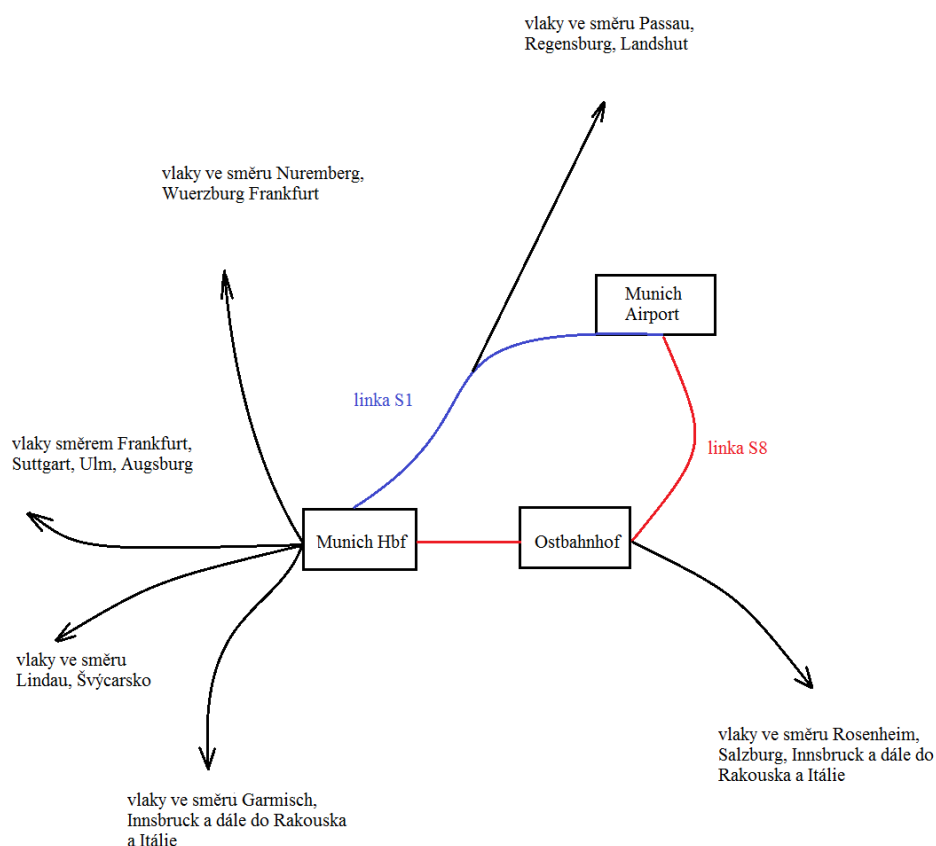 vlaky ve směru Passau,
Regensburg, Landshut
vlaky ve směru Nuremberg,
Wuerzburg Frankfurt
Munich
Airport
linka S1
vlaky směrem Frankfurt,
Suttgart, Ulm, Augsburg
linka S8
Munich Hbf
Ostbahnhof
vlaky ve směru
Lindau, Švýcarsko
vlaky ve směru Rosenheim,
Salzburg, Innsbruck a dále do
Rakouska a Itálie
vlaky ve směru Garmisch,
Innsbruck a dále do Rakouska
a Itálie